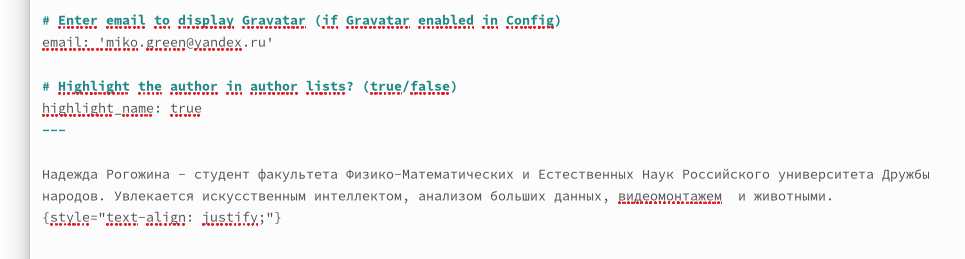 # Enter email to display Gravatar (if Gravatar enabled in Config)
email: 'miko.green@yandex.ru'
# Highlight the author in author lists? (true/false)
highlight_name: true
---
Надежда Рогожина - студент факультета Физико-Математических и Естественных Наук Российского университета Дружбы
народов. Увлекается искусственным интеллектом, анализом больших данных, видеомонтажем  и животными.
{style="text-align: justify;"}